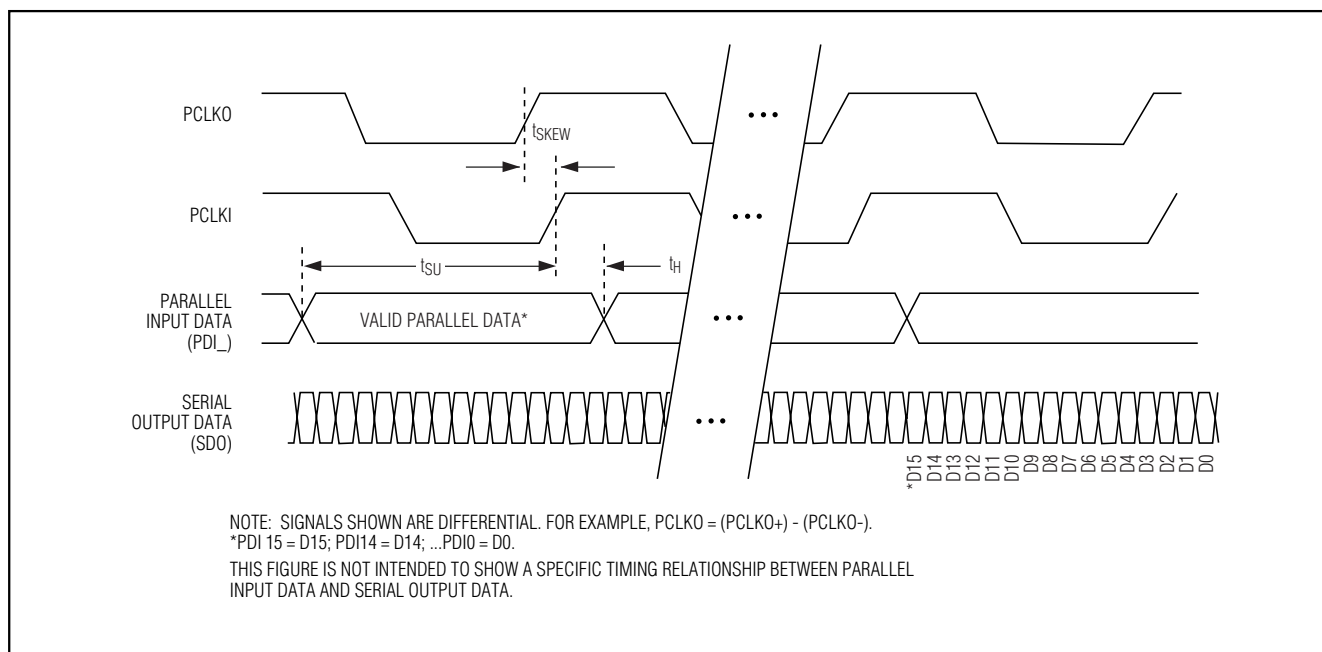 PCLKO
tSKEW
PCLKI
tSU
tH
PARALLEL
INPUT DATA
(PDI_)
VALID PARALLEL DATA*
SERIAL
OUTPUT DATA
(SDO)
*D15
D14
D13
D12
D11
D10
D9
D8
D7
D6
D5
D4
D3
D2
D1
D0
NOTE: SIGNALS SHOWN ARE DIFFERENTIAL. FOR EXAMPLE, PCLKO = (PCLKO+) - (PCLKO-).
*PDI 15 = D15; PDI14 = D14; ...PDI0 = D0.
THIS FIGURE IS NOT INTENDED TO SHOW A SPECIFIC TIMING RELATIONSHIP BETWEEN PARALLEL
INPUT DATA AND SERIAL OUTPUT DATA.